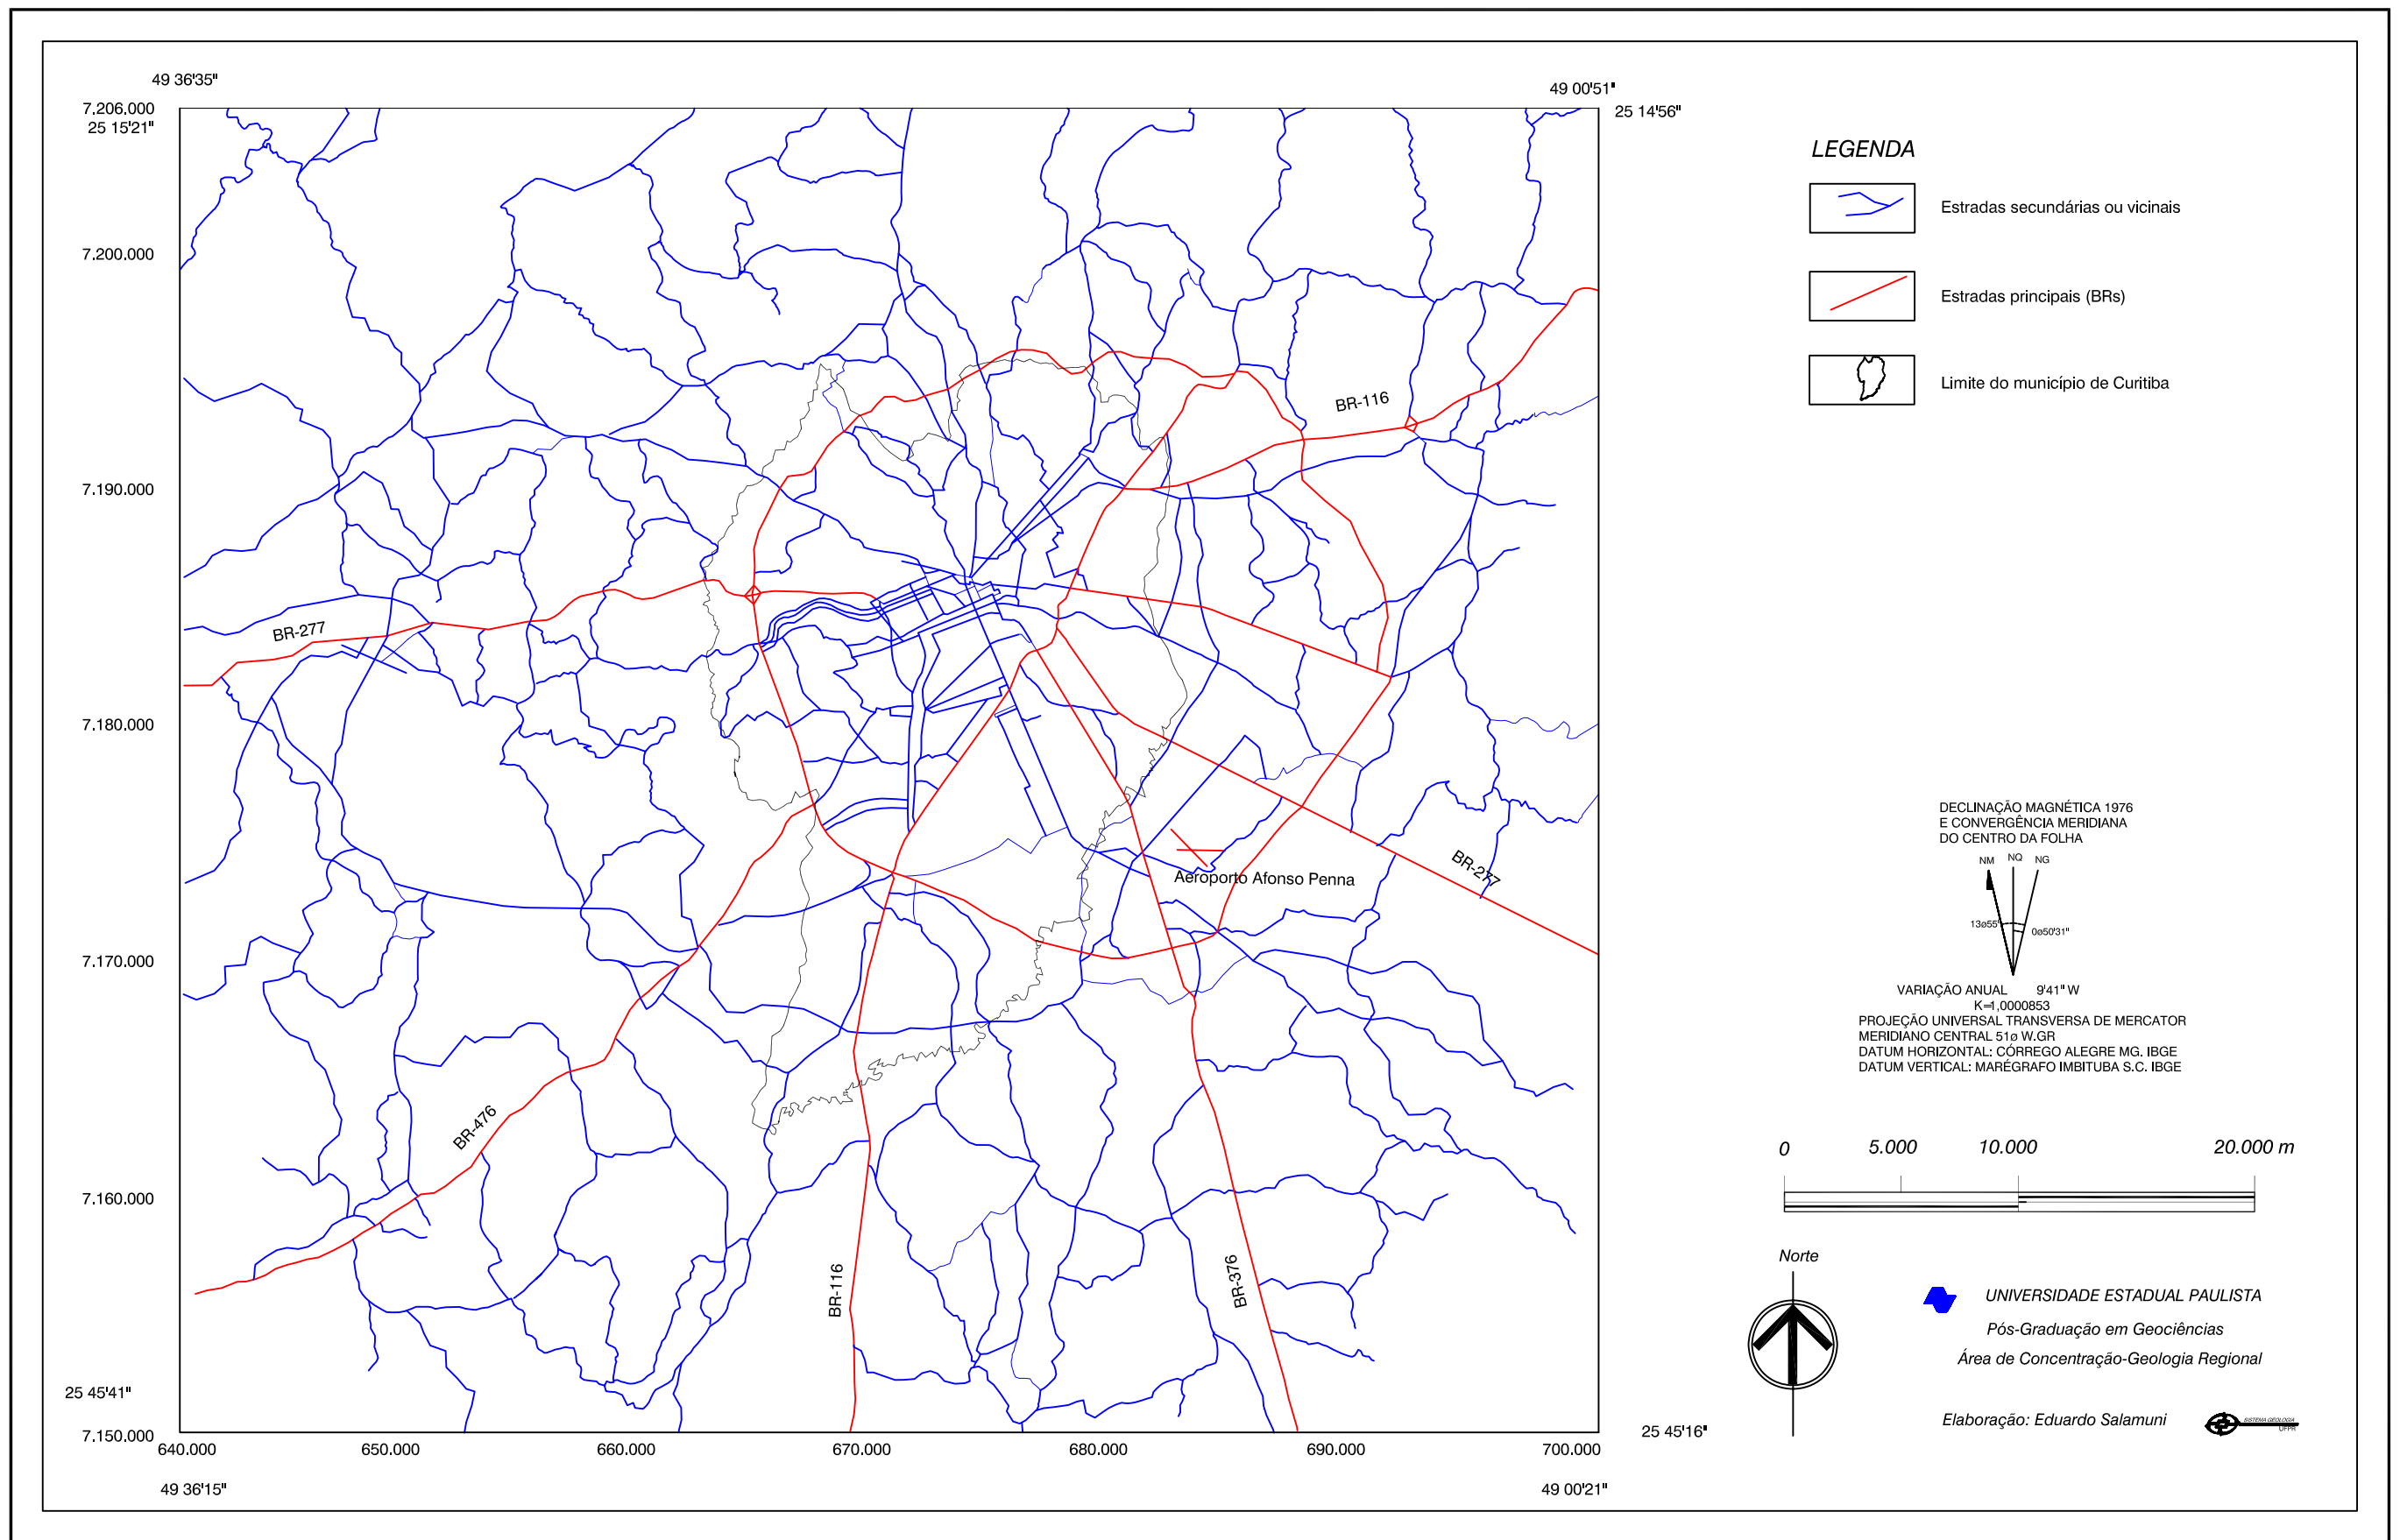 49 36'35"
49 00'51"
7.206.000
25 15'21"
25 14'56"
7.200.000
7.190.000
7.180.000
7.170.000
7.160.000
25 45'41"
7.150.000
640.000
650.000
660.000
670.000
680.000
690.000
700.000
25 45'16"
49 36'15"
49 00'21"
BR-116
BR-277
BR-277
Aeroporto Afonso Penna
BR-476
BR-116
BR-376
LEGENDA
Estradas secundárias ou vicinais
Estradas principais (BRs)
Limite do município de Curitiba
DECLINAÇÃO MAGNÉTICA 1976
E CONVERGÊNCIA MERIDIANA
DO CENTRO DA FOLHA
NM NQ NG
13ø55'
0ø50'31"
VARIAÇÃO ANUAL 9'41" W
K=1,0000853
PROJEÇÃO UNIVERSAL TRANSVERSA DE MERCATOR
MERIDIANO CENTRAL 51ø W.GR
DATUM HORIZONTAL: CÓRREGO ALEGRE MG. IBGE
DATUM VERTICAL: MARÉGRAFO IMBITUBA S.C. IBGE
0 5.000 10.000 20.000 m
Norte
UNIVERSIDADE ESTADUAL PAULISTA
Pós-Graduação em Geociências
Área de Concentração-Geologia Regional
Elaboração: Eduardo Salamuni
SISTEMA GEOLOGIA
UFPR